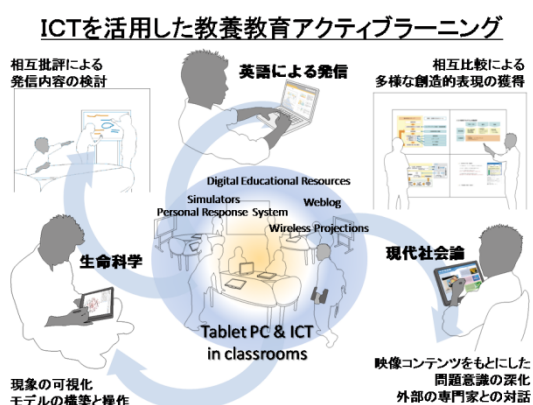 ICTを活用した教養教育アクティブラーニング
相互批評による
発信内容の検討
英語による発信
相互比較による
多様な創造的表現の獲得
Digital Educational Resources
Simulators
Weblog
Personal Response System
Wireless Projections
生命科学
現代社会論
Tablet PC & ICT
in classrooms
現象の可視化
モデルの構築と操作
映像コンテンツをもとにした
問題意識の深化
外部の専門家との対話